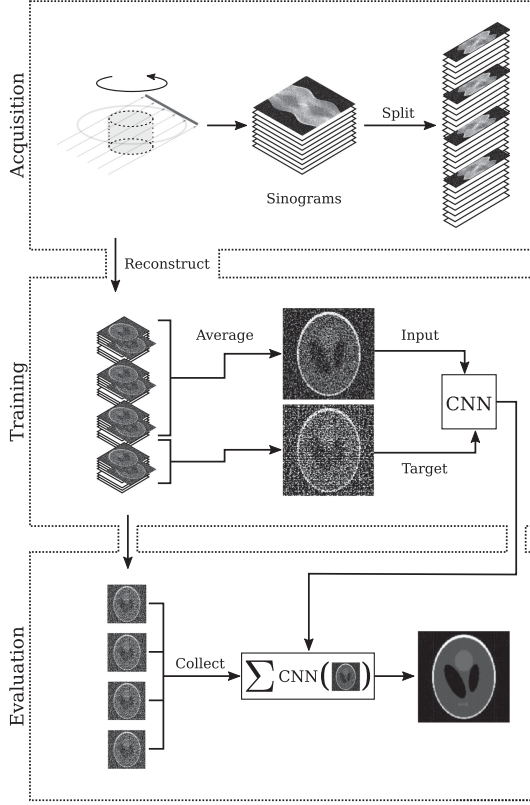 Acquisition
Split
Sinograms
Reconstruct
Training
Average
Input
CNN
Target
Evaluation
Collect
∑ CNN( )